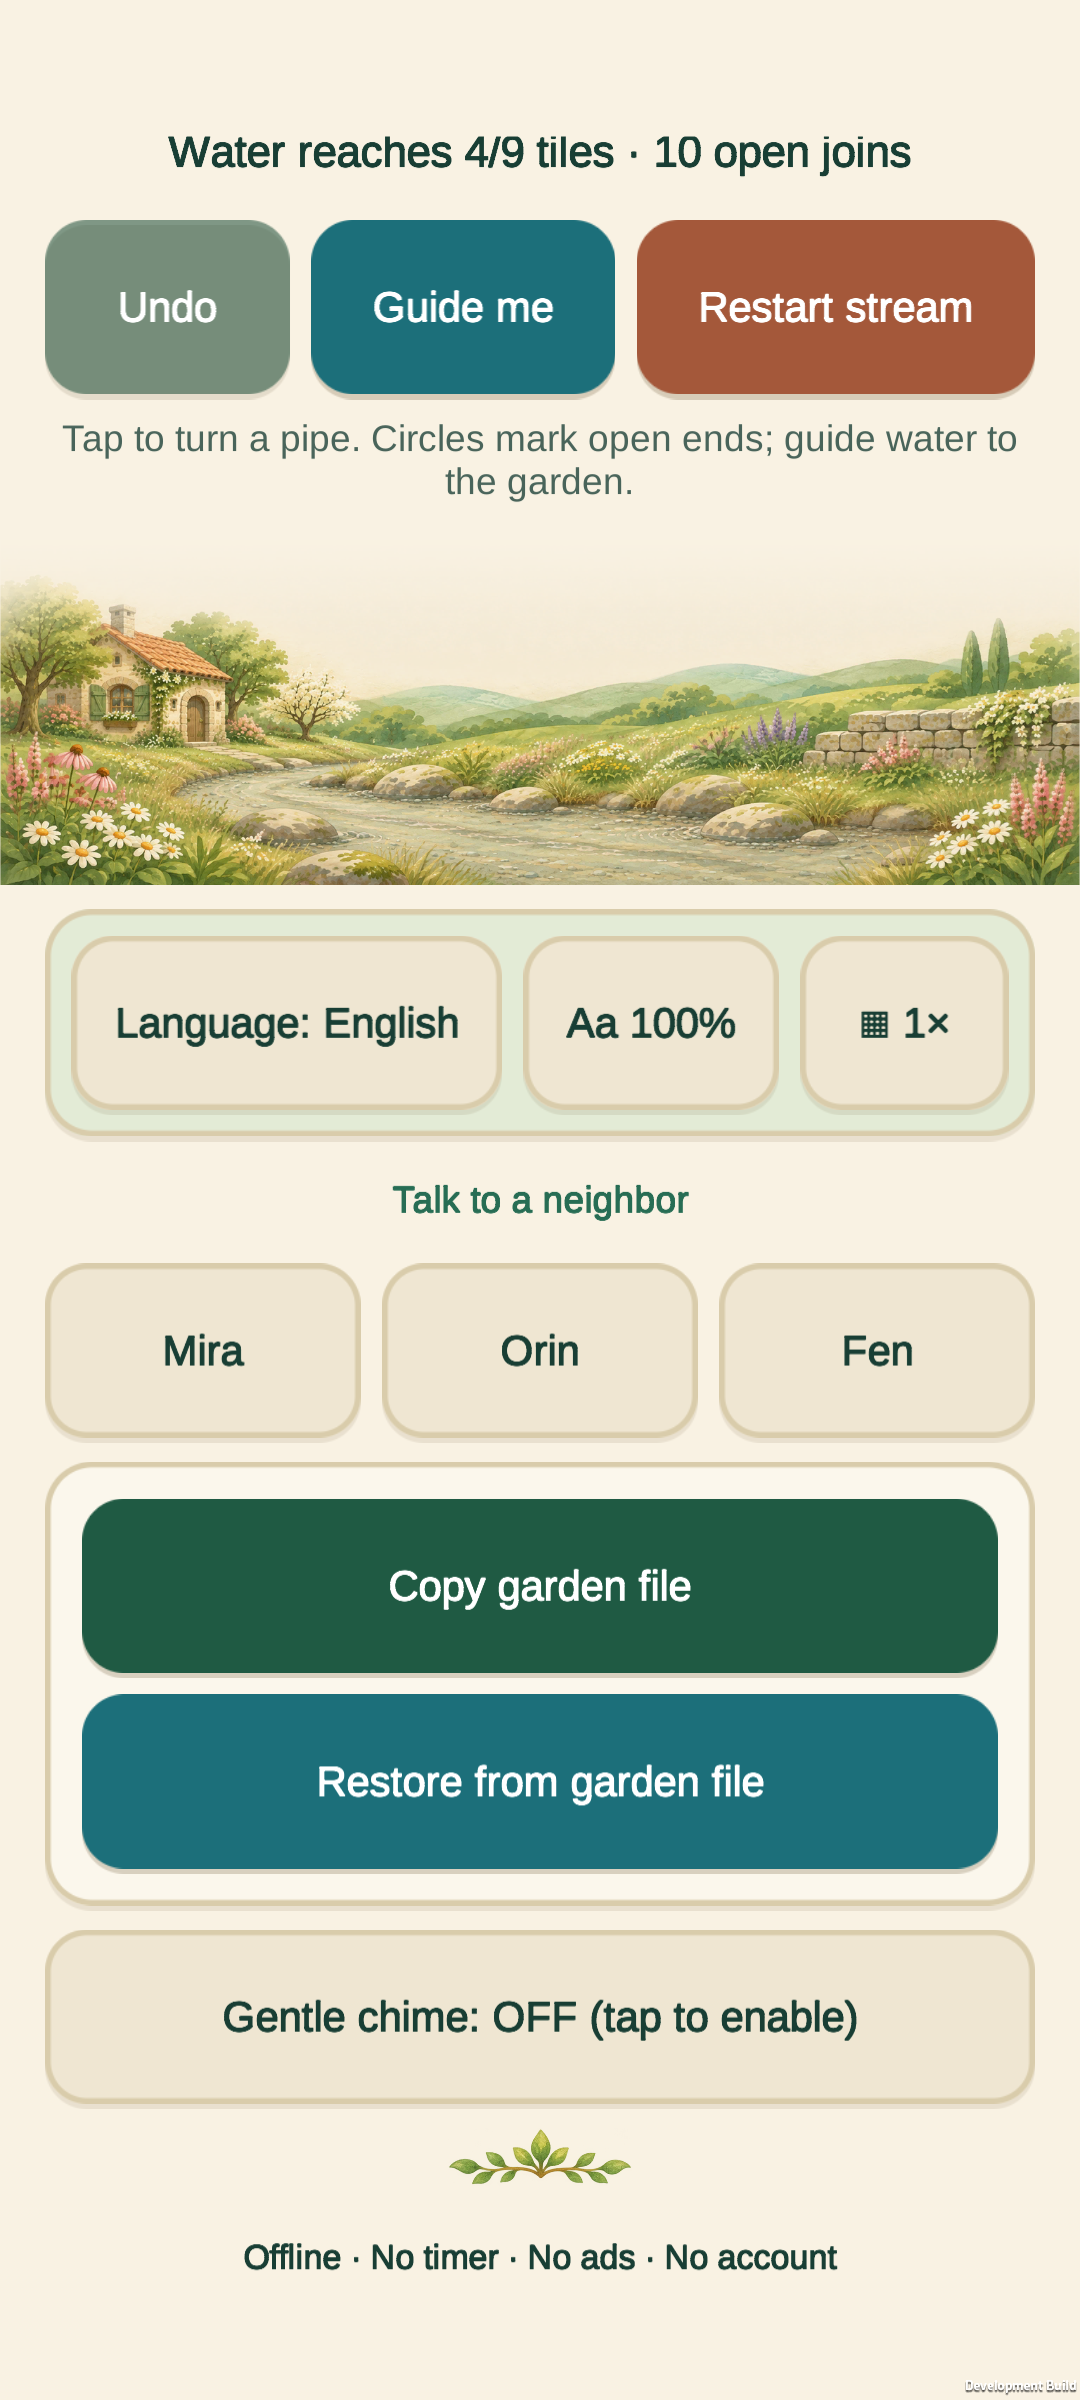 Water reaches 4/9 tiles · 10 open joins
Undo
Guide me
Restart stream
Tap to turn a pipe. Circles mark open ends; guide water to
the garden.
Language: English
Aa 100%
▦ 1×
Talk to a neighbor
Mira
Orin
Fen
Copy garden file
Restore from garden file
Gentle chime: OFF (tap to enable)
Offline · No timer · No ads · No account
Development Build